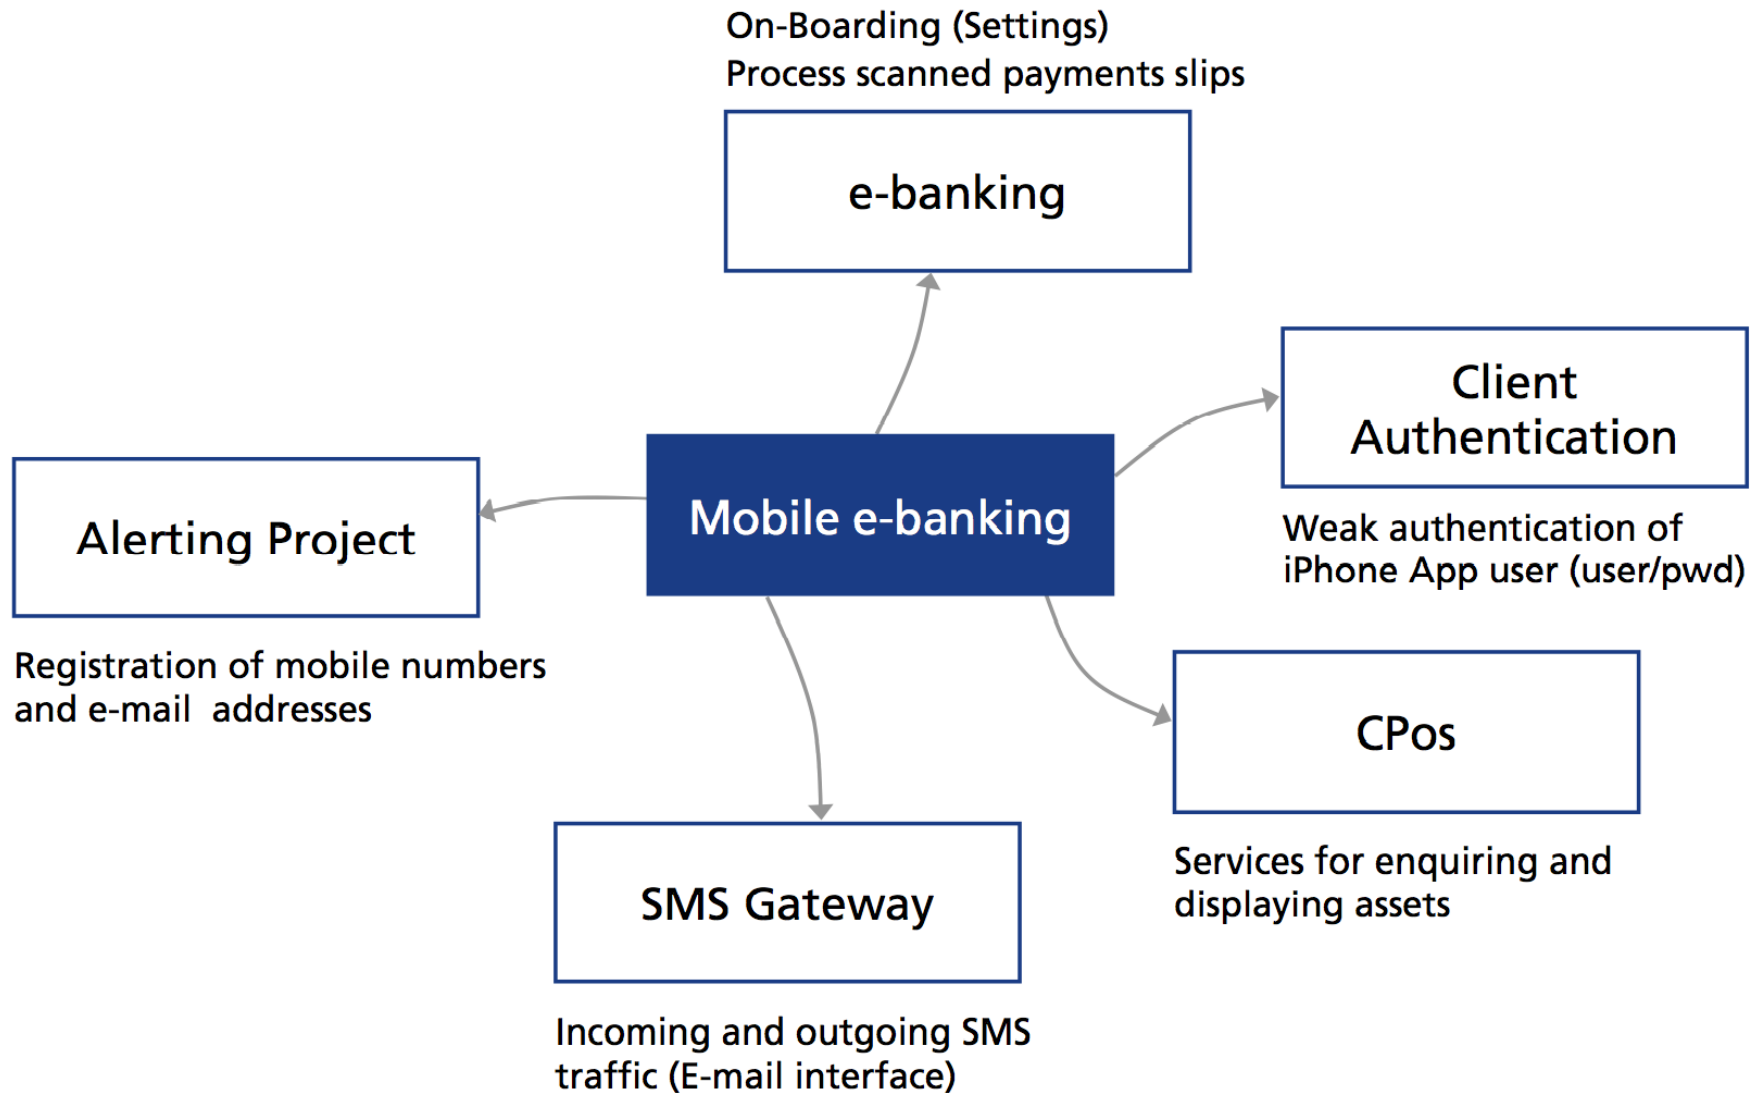 On-Boarding (Settings)
Process scanned payments slips
e-banking
Client
Authentication
Weak authentication of
iPhone App user (user/pwd)
Mobile e-banking
Alerting Project
Registration of mobile numbers
and e-mail addresses
CPos
Services for enquiring and
displaying assets
SMS Gateway
Incoming and outgoing SMS
traffic (E-mail interface)